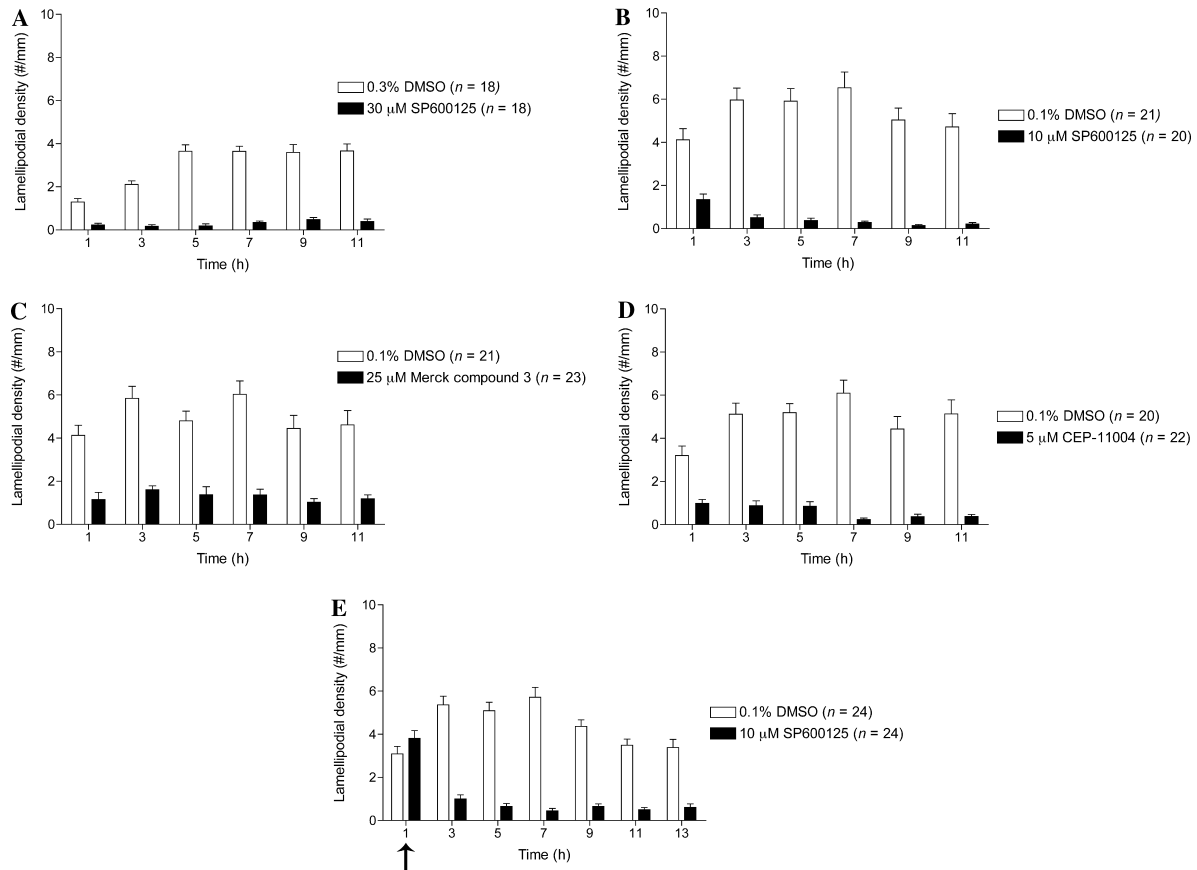 A
Lamellipodial density (#/mm)
10
8
6
4
2
0
1 3 5 7 9 11
Time (h)
0.3% DMSO (n = 18)
30 μM SP600125 (n = 18)
B
Lamellipodial density (#/mm)
10
8
6
4
2
0
1 3 5 7 9 11
Time (h)
0.1% DMSO (n = 21)
10 μM SP600125 (n = 20)
C
Lamellipodial density (#/mm)
10
8
6
4
2
0
1 3 5 7 9 11
Time (h)
0.1% DMSO (n = 21)
25 μM Merck compound 3 (n = 23)
D
Lamellipodial density (#/mm)
10
8
6
4
2
0
1 3 5 7 9 11
Time (h)
0.1% DMSO (n = 20)
5 μM CEP-11004 (n = 22)
E
Lamellipodial density (#/mm)
10
8
6
4
2
0
1 3 5 7 9 11 13
Time (h)
0.1% DMSO (n = 24)
10 μM SP600125 (n = 24)